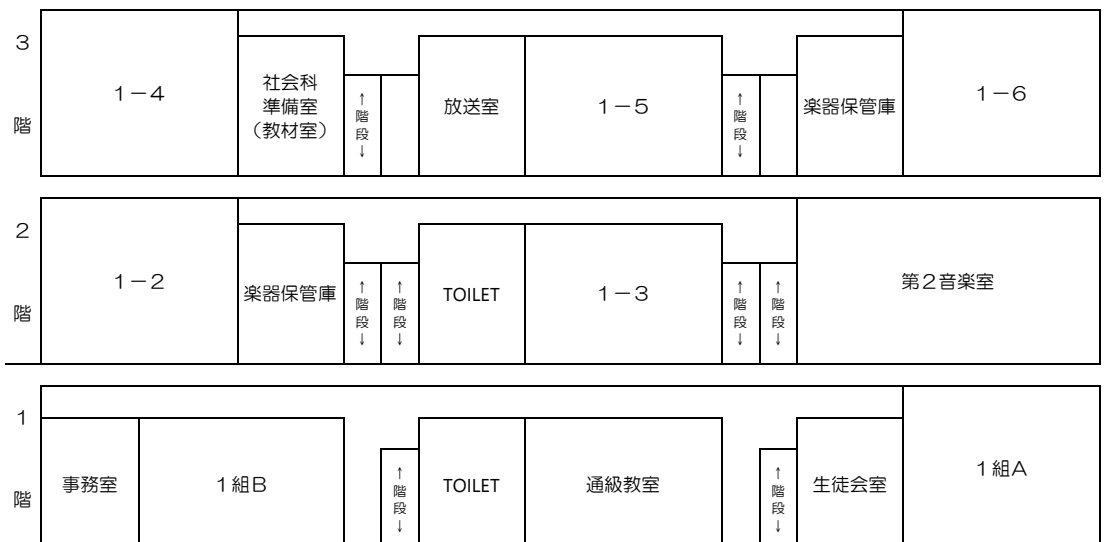 3
階
1－4
社会科
準備室
（教材室）
↑階段↓
放送室
1－5
↑階段↓
楽器保管庫
1－6
2
階
1－2
楽器保管庫
↑階段↓
↑階段↓
TOILET
1－3
↑階段↓
↑階段↓
第2音楽室
1
階
事務室
1組B
↑階段↓
TOILET
通級教室
↑階段↓
生徒会室
1組A